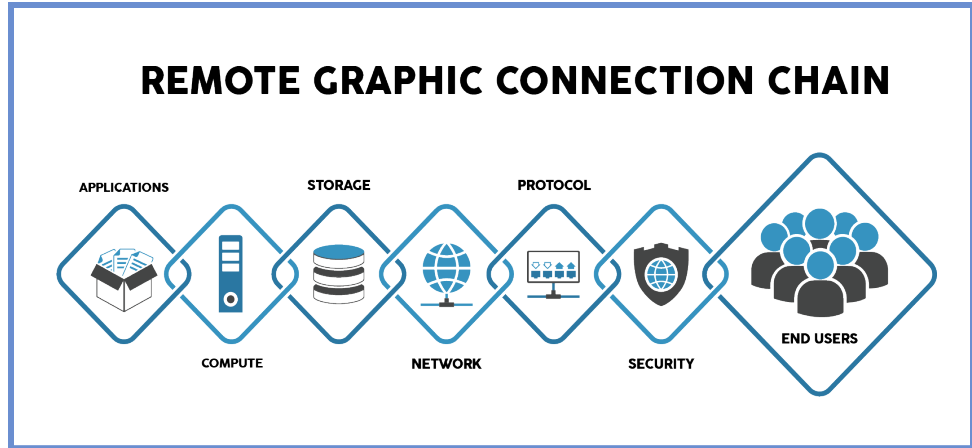 REMOTE GRAPHIC CONNECTION CHAIN
APPLICATIONS
COMPUTE
STORAGE
NETWORK
PROTOCOL
SECURITY
END USERS